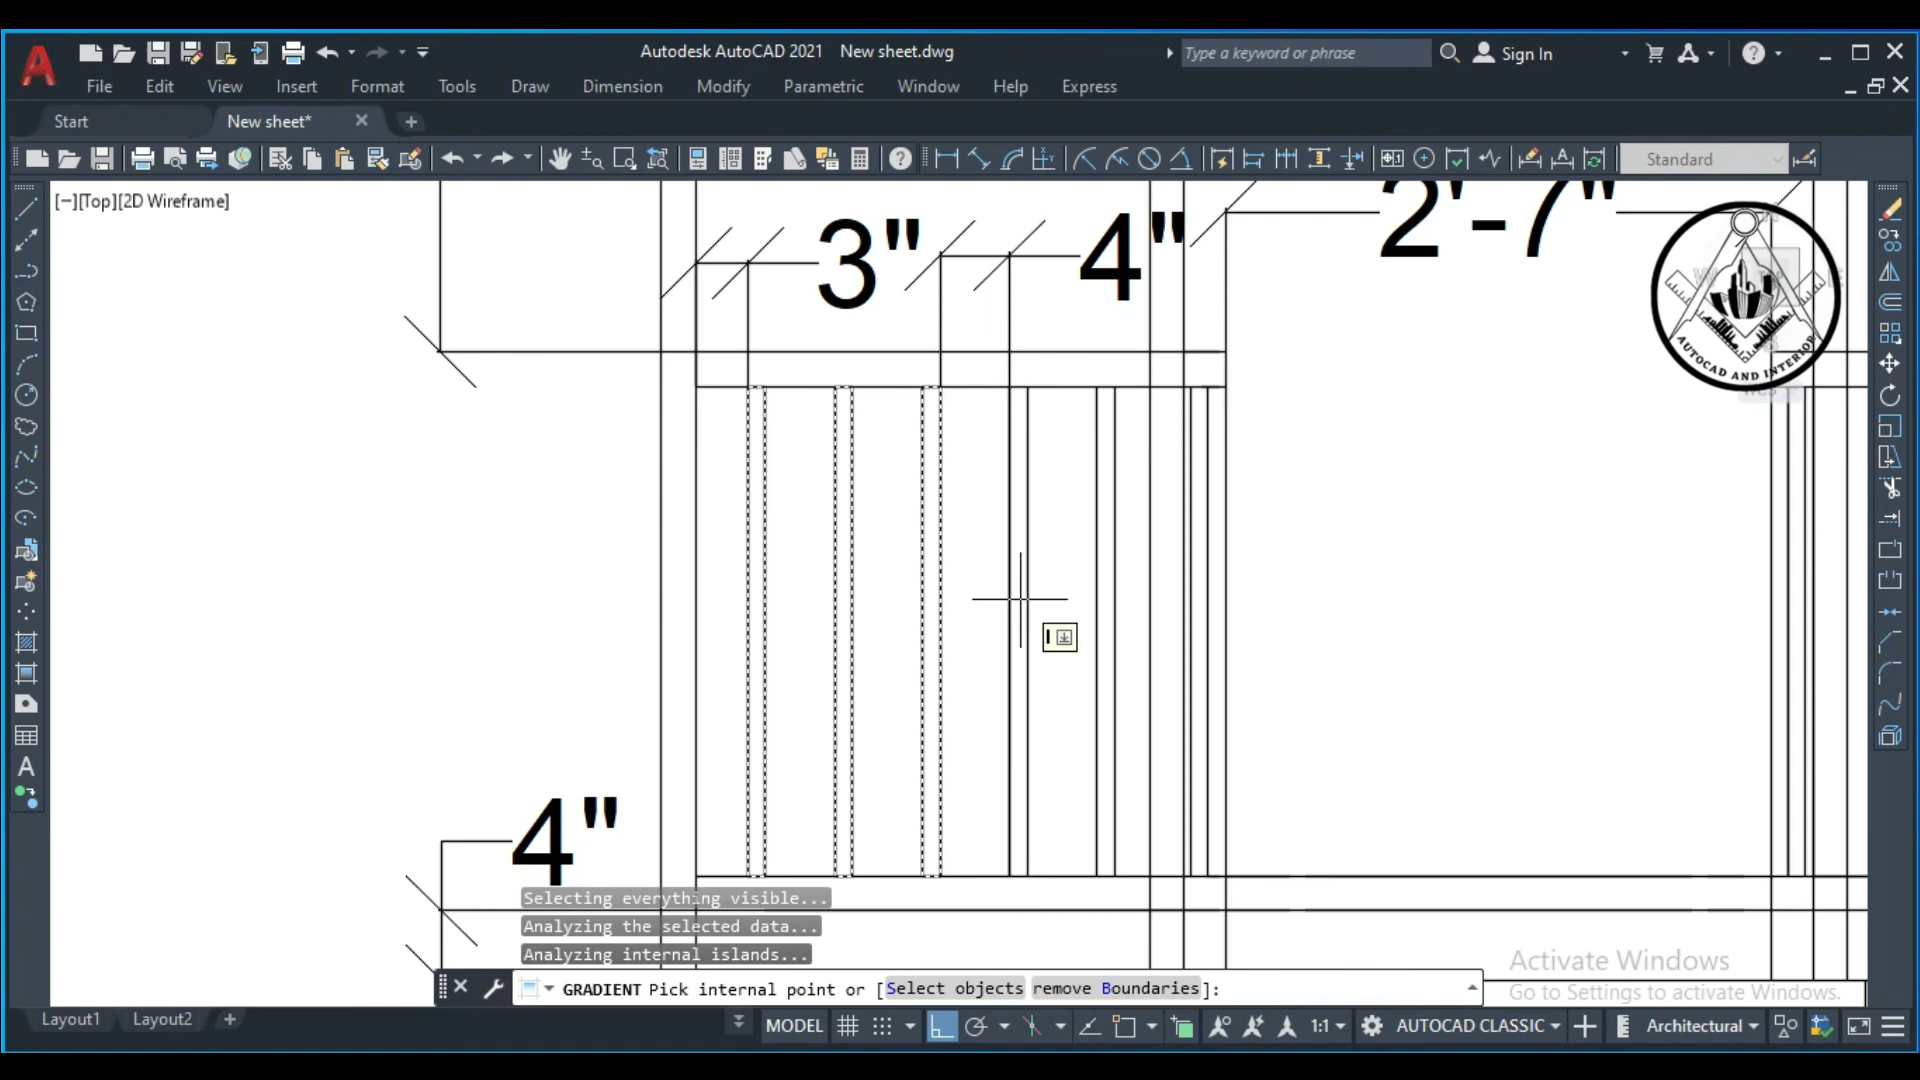 Autodesk AutoCAD 2021 New sheet.dwg
Type a keyword or phrase
Sign In
File Edit View Insert Format Tools Draw Dimension Modify Parametric Window Help Express
Start
New sheet*
Standard
[−][Top][2D Wireframe]
3"
4"
2'-7"
AUTOCAD AND INTERIOR
4"
Selecting everything visible...
Analyzing the selected data...
Analyzing internal islands...
GRADIENT Pick internal point or [Select objects remove Boundaries]:
Activate Windows
Go to Settings to activate Windows.
Layout1 Layout2
MODEL
1:1
AUTOCAD CLASSIC
Architectural